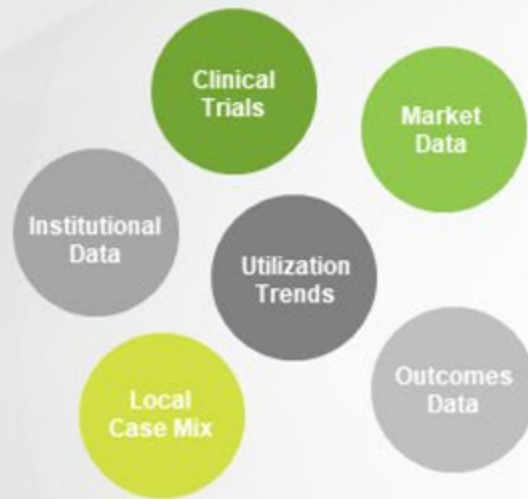 Clinical
Trials
Market
Data
Institutional
Data
Utilization
Trends
Local
Case Mix
Outcomes
Data